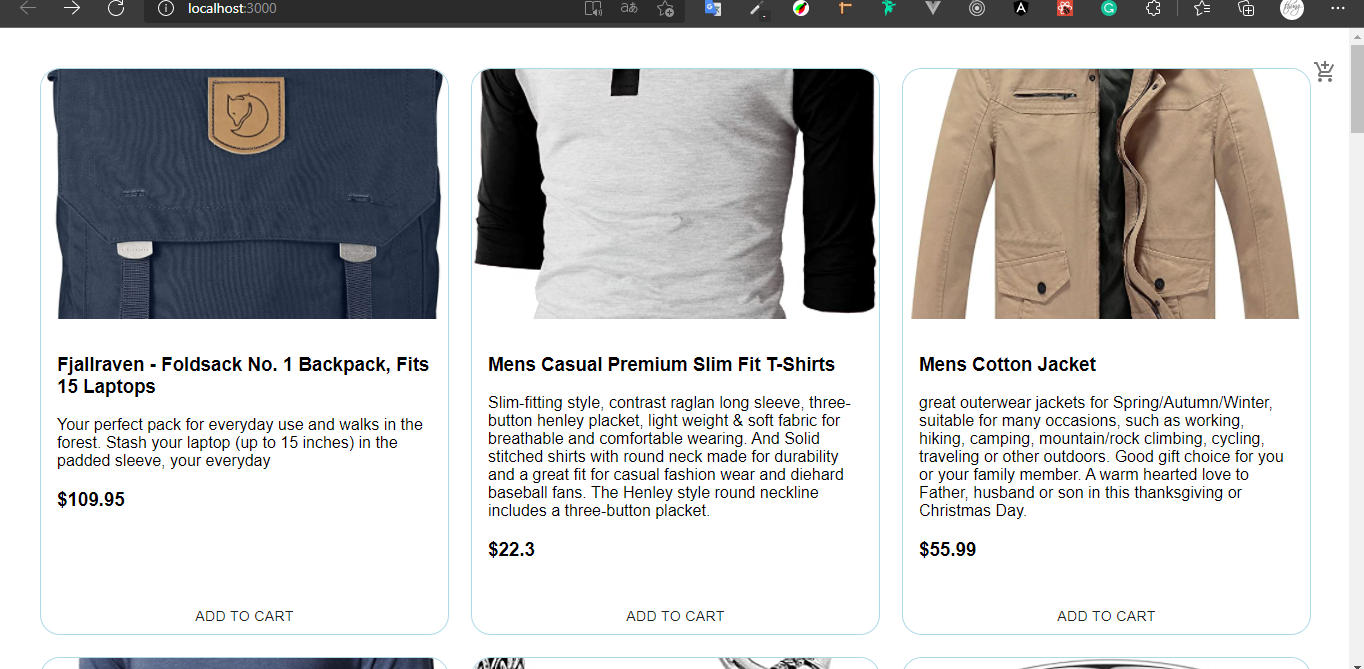 localhost:3000
Fjallraven - Foldsack No. 1 Backpack, Fits
15 Laptops
Your perfect pack for everyday use and walks in the
forest. Stash your laptop (up to 15 inches) in the
padded sleeve, your everyday
$109.95
ADD TO CART
Mens Casual Premium Slim Fit T-Shirts
Slim-fitting style, contrast raglan long sleeve, three-
button henley placket, light weight & soft fabric for
breathable and comfortable wearing. And Solid
stitched shirts with round neck made for durability
and a great fit for casual fashion wear and diehard
baseball fans. The Henley style round neckline
includes a three-button placket.
$22.3
ADD TO CART
Mens Cotton Jacket
great outerwear jackets for Spring/Autumn/Winter,
suitable for many occasions, such as working,
hiking, camping, mountain/rock climbing, cycling,
traveling or other outdoors. Good gift choice for you
or your family member. A warm hearted love to
Father, husband or son in this thanksgiving or
Christmas Day.
$55.99
ADD TO CART